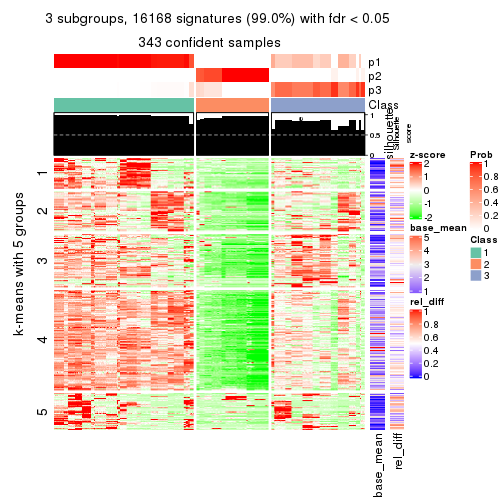 3 subgroups, 16168 signatures (99.0%) with fdr < 0.05
343 confident samples
p1
p2
p3
Class
1
0.5
0
silhouette
Silhouette
score
k-means with 5 groups
1
2
3
4
5
base_mean
rel_diff
z-score
2
1
0
-1
-2
base_mean
5
4
3
2
1
rel_diff
1
0.8
0.6
0.4
0.2
0
Prob
1
0.8
0.6
0.4
0.2
0
Class
1
2
3